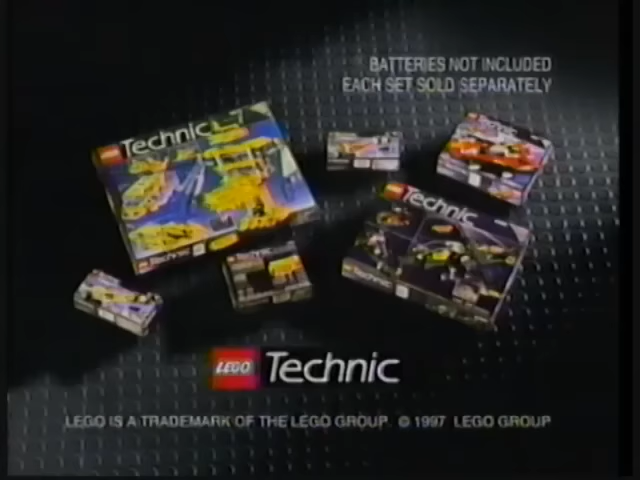 BATTERIES NOT INCLUDED
EACH SET SOLD SEPARATELY
LEGO Technic
Technic
LEGO Technic
LEGO IS A TRADEMARK OF THE LEGO GROUP © 1997 LEGO GROUP